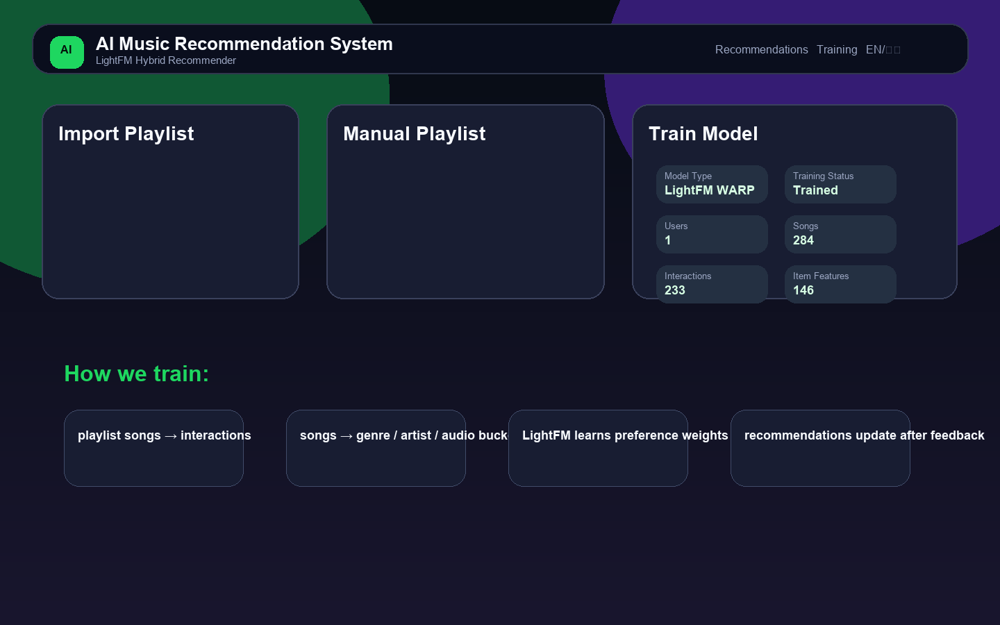 AI
AI Music Recommendation System
LightFM Hybrid Recommender
Recommendations Training EN/
Import Playlist
Manual Playlist
Train Model
Model Type
LightFM WARP
Training Status
Trained
Users
1
Songs
284
Interactions
233
Item Features
146
How we train:
playlist songs → interactions
songs → genre / artist / audio
LightFM learns preference weights
recommendations update after feedback